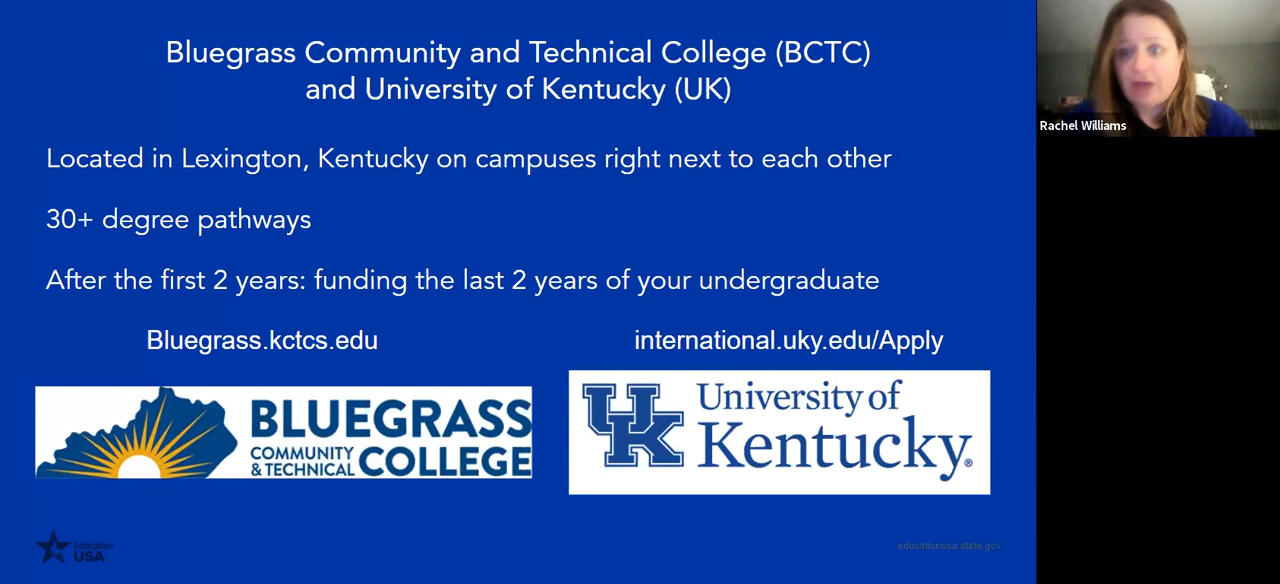 Bluegrass Community and Technical College (BCTC)
and University of Kentucky (UK)
Located in Lexington, Kentucky on campuses right next to each other
30+ degree pathways
After the first 2 years: funding the last 2 years of your undergraduate
Bluegrass.kctcs.edu
international.uky.edu/Apply
BLUEGRASS
COMMUNITY
& TECHNICAL
COLLEGE
UK
University of
Kentucky®
Education
USA
educationusa.state.gov
Rachel Williams